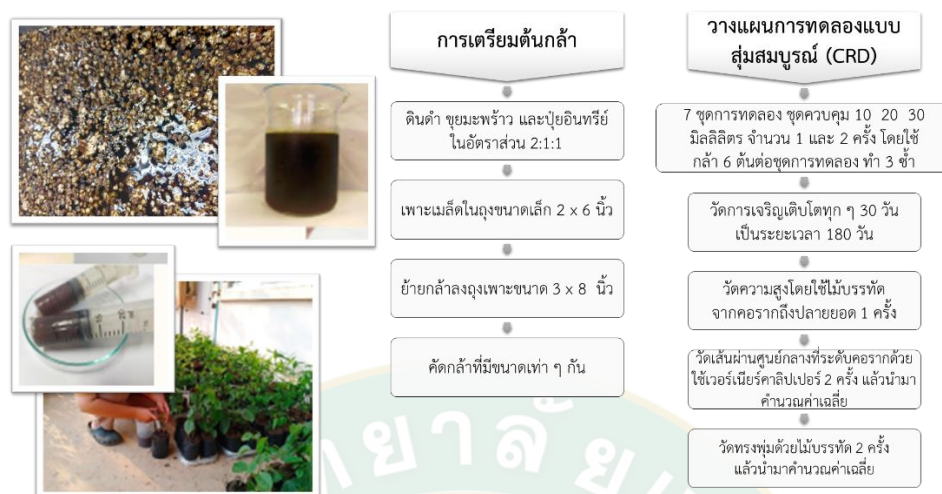 การเตรียมต้นกล้า
ดินดำ ขุยมะพร้าว และปุ๋ยอินทรีย์
ในอัตราส่วน 2:1:1
เพาะเมล็ดในถุงขนาดเล็ก 2 x 6 นิ้ว
ย้ายกล้าลงถุงเพาะขนาด 3 x 8 นิ้ว
คัดกล้าที่มีขนาดเท่า ๆ กัน
วางแผนการทดลองแบบ
สุ่มสมบูรณ์ (CRD)
7 ชุดการทดลอง ชุดควบคุม 10 20 30
มิลลิลิตร จำนวน 1 และ 2 ครั้ง โดยใช้
กล้า 6 ต้นต่อชุดการทดลอง ทำ 3 ซ้ำ
วัดการเจริญเติบโตทุก ๆ 30 วัน
เป็นระยะเวลา 180 วัน
วัดความสูงโดยใช้ไม้บรรทัด
จากคอรากถึงปลายยอด 1 ครั้ง
วัดเส้นผ่านศูนย์กลางที่ระดับคอรากด้วย
ใช้เวอร์เนียร์คาลิปเปอร์ 2 ครั้ง แล้วนำมา
คำนวณค่าเฉลี่ย
วัดทรงพุ่มด้วยไม้บรรทัด 2 ครั้ง
แล้วนำมาคำนวณค่าเฉลี่ย